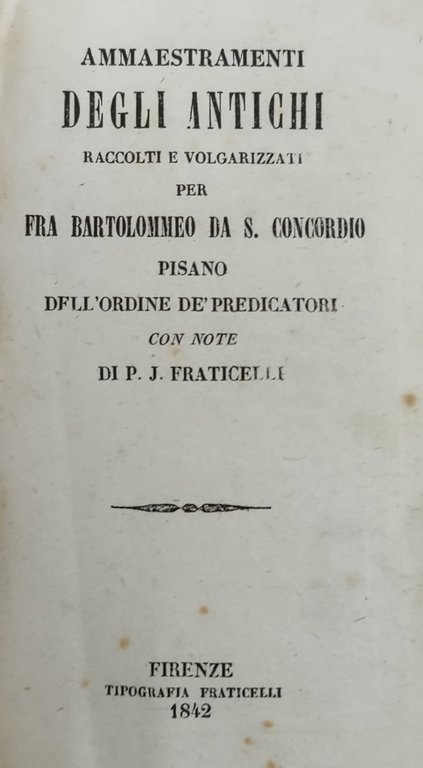 AMMAESTRAMENTI
DEGLI ANTICHI
RACCOLTI E VOLGARIZZATI
PER
FRA BARTOLOMMEO DA S. CONCORDIO
PISANO
DELL'ORDINE DE'PREDICATORI
CON NOTE
DI P. J. FRATICELLI
FIRENZE
TIPOGRAFIA FRATICELLI
1842